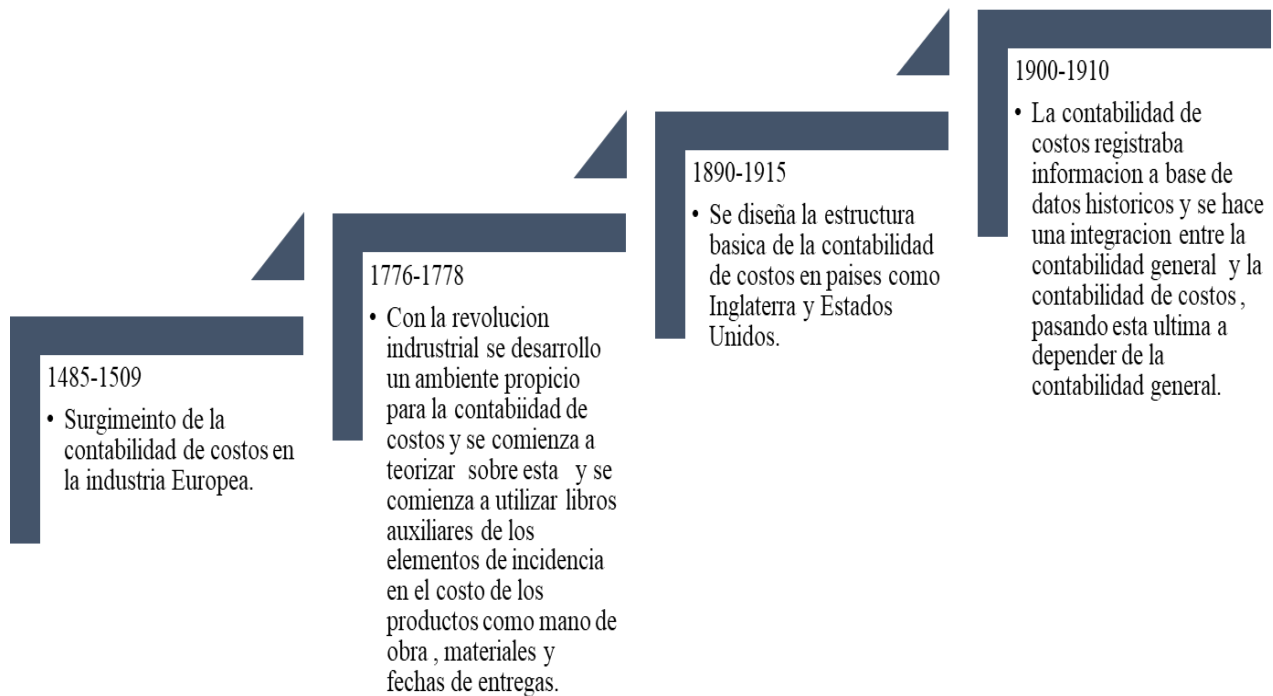 1485-1509
• Surgimeinto de la
contabilidad de costos en
la industria Europea.
1776-1778
• Con la revolucion
indrustrial se desarrollo
un ambiente propicio
para la contabiidad de
costos y se comienza a
teorizar sobre esta y se
comienza a utilizar libros
auxiliares de los
elementos de incidencia
en el costo de los
productos como mano de
obra , materiales y
fechas de entregas.
1890-1915
• Se diseña la estructura
basica de la contabilidad
de costos en paises como
Inglaterra y Estados
Unidos.
1900-1910
• La contabilidad de
costos registraba
informacion a base de
datos historicos y se hace
una integracion entre la
contabilidad general y la
contabilidad de costos ,
pasando esta ultima a
depender de la
contabilidad general.